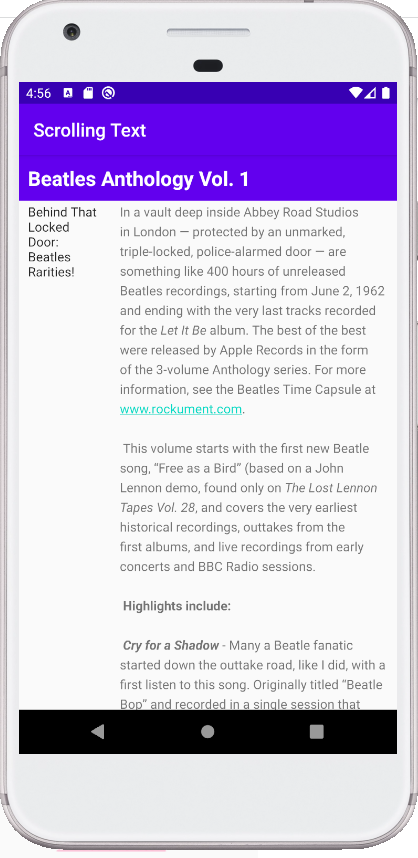 4:56
Scrolling Text
Beatles Anthology Vol. 1
Behind That
Locked
Door:
Beatles
Rarities!
In a vault deep inside Abbey Road Studios
in London — protected by an unmarked,
triple-locked, police-alarmed door — are
something like 400 hours of unreleased
Beatles recordings, starting from June 2, 1962
and ending with the very last tracks recorded
for the Let It Be album. The best of the best
were released by Apple Records in the form
of the 3-volume Anthology series. For more
information, see the Beatles Time Capsule at
www.rockument.com.
This volume starts with the first new Beatle
song, “Free as a Bird” (based on a John
Lennon demo, found only on The Lost Lennon
Tapes Vol. 28, and covers the very earliest
historical recordings, outtakes from the
first albums, and live recordings from early
concerts and BBC Radio sessions.
Highlights include:
Cry for a Shadow - Many a Beatle fanatic
started down the outtake road, like I did, with a
first listen to this song. Originally titled “Beatle
Bop” and recorded in a single session that